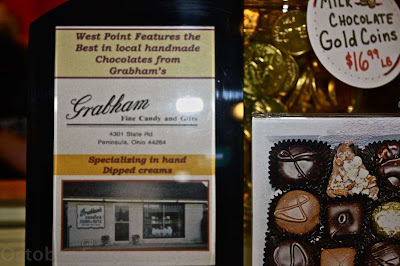 West Point Features the
Best in local handmade
Chocolates from
Grabham's
Grabham
Fine Candy and Gifts
4301 State Rd
Peninsula, Ohio 44264
Specializing in hand
Dipped creams
Grabham's
MILK
CHOCOLATE
GOLD COINS
$16.99
LB